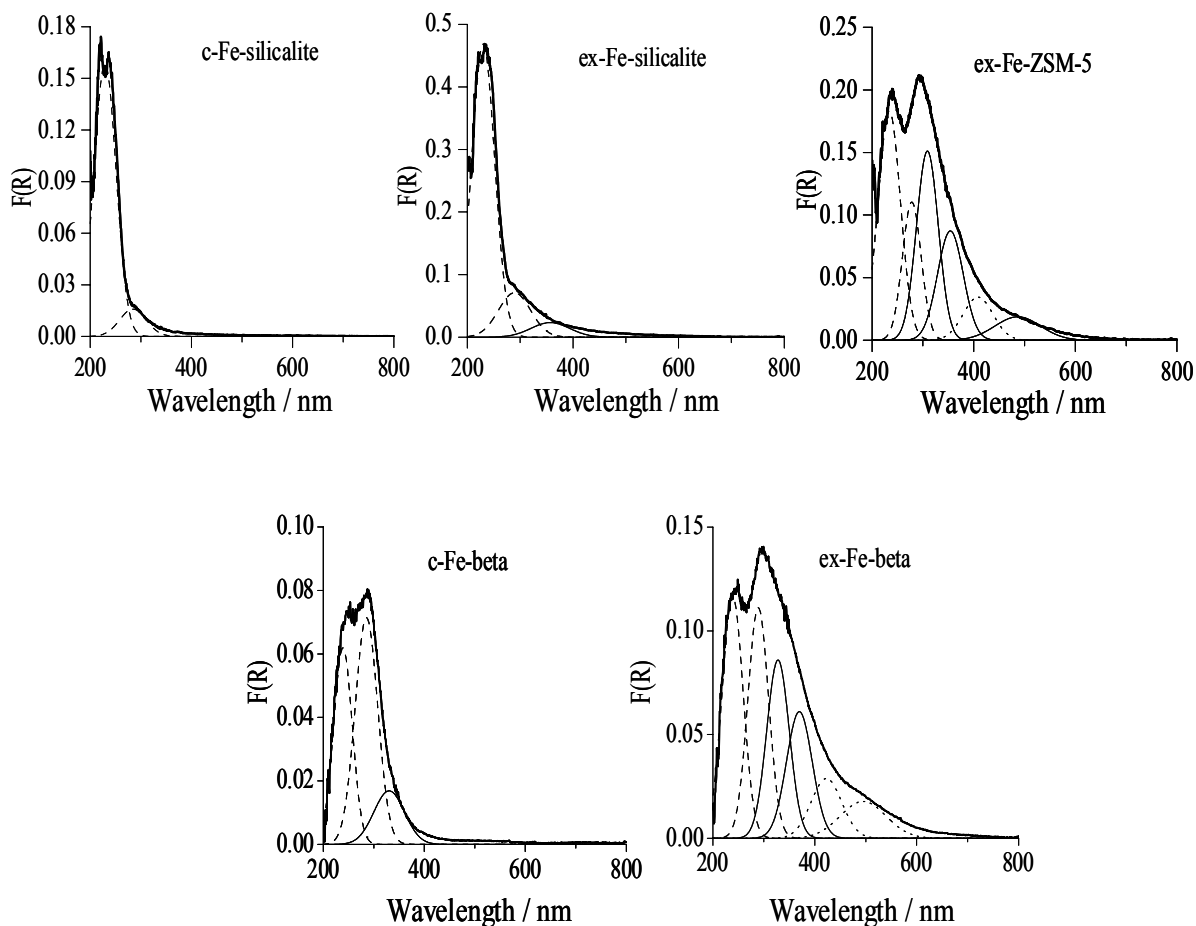 c-Fe-silicalite
0.18
0.15
0.12
0.09
0.06
0.03
0.00
F(R)
200 400 600 800
Wavelength / nm
ex-Fe-silicalite
0.5
0.4
0.3
0.2
0.1
0.0
F(R)
200 400 600 800
Wavelength / nm
ex-Fe-ZSM-5
0.25
0.20
0.15
0.10
0.05
0.00
F(R)
200 400 600 800
Wavelength / nm
c-Fe-beta
0.10
0.08
0.06
0.04
0.02
0.00
F(R)
200 400 600 800
Wavelength / nm
ex-Fe-beta
0.15
0.10
0.05
0.00
F(R)
200 400 600 800
Wavelength / nm